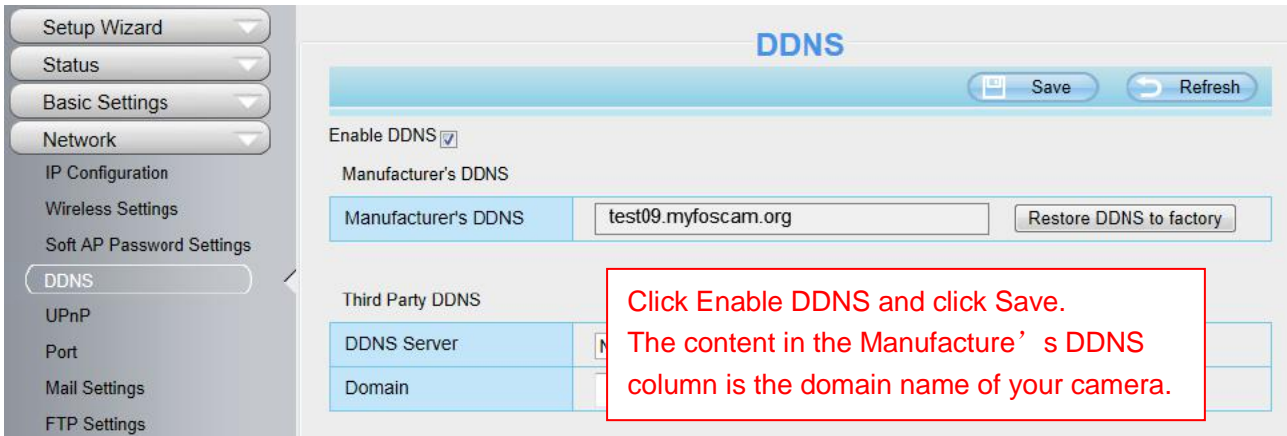 Setup Wizard
Status
Basic Settings
Network
IP Configuration
Wireless Settings
Soft AP Password Settings
DDNS
UPnP
Port
Mail Settings
FTP Settings
DDNS
Save Refresh
Enable DDNS
Manufacturer's DDNS
Manufacturer's DDNS test09.myfoscam.org Restore DDNS to factory
Third Party DDNS
DDNS Server
Domain
Click Enable DDNS and click Save.
The content in the Manufacture’s DDNS
column is the domain name of your camera.